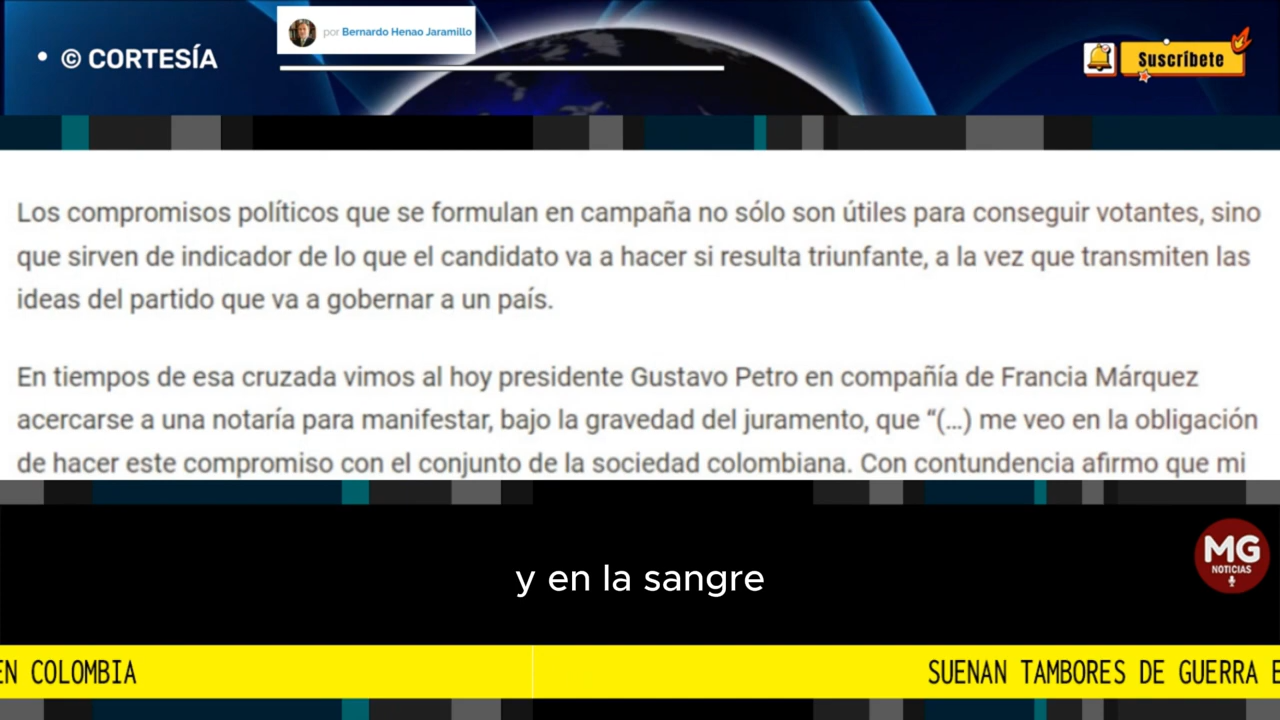 • © CORTESÍA
por Bernardo Henao Jaramillo
Suscríbete
Los compromisos políticos que se formulan en campaña no sólo son útiles para conseguir votantes, sino
que sirven de indicador de lo que el candidato va a hacer si resulta triunfante, a la vez que transmiten las
ideas del partido que va a gobernar a un país.
En tiempos de esa cruzada vimos al hoy presidente Gustavo Petro en compañía de Francia Márquez
acercarse a una notaría para manifestar, bajo la gravedad del juramento, que “(…) me veo en la obligación
de hacer este compromiso con el conjunto de la sociedad colombiana. Con contundencia afirmo que mi
MG
NOTICIAS
y en la sangre
EN COLOMBIA
SUENAN TAMBORES DE GUERRA E